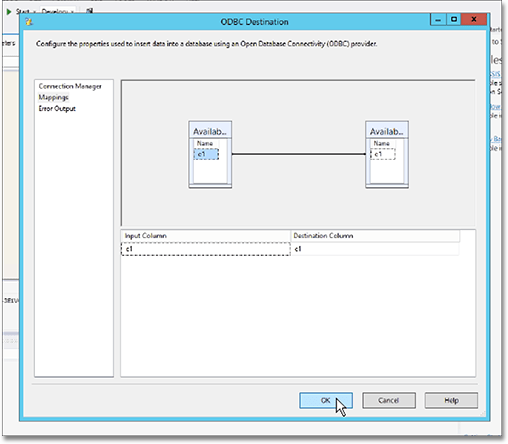 Start
Develop
ODBC Destination
Configure the properties used to insert data into a database using an Open Database Connectivity (ODBC) provider.
Connection Manager
Mappings
Error Output
Availab...
Name
c1
Availab...
Name
c1
Input Column
Destination Column
c1
c1
OK
Cancel
Help